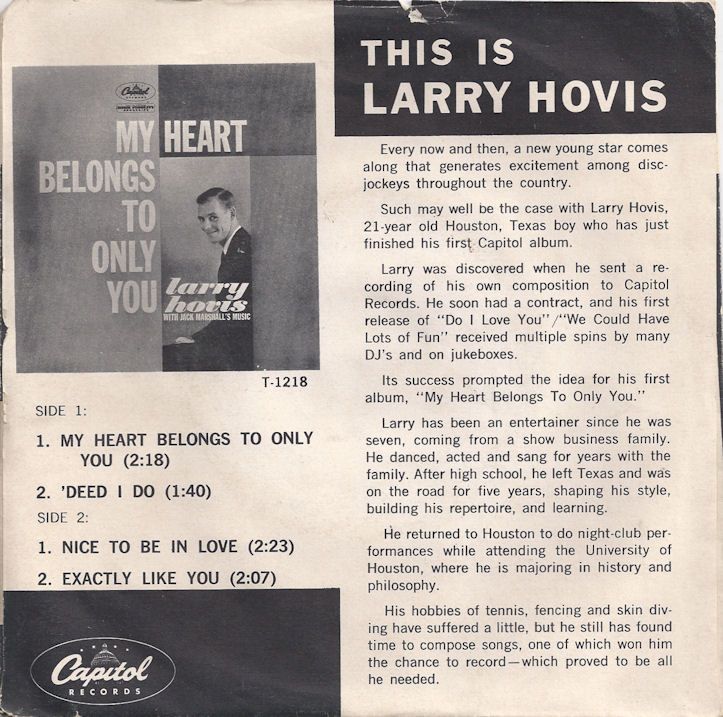 Capitol
RECORDS
MY HEART
BELONGS
TO
ONLY
YOU
larry
hovis
WITH JACK MARSHALL'S MUSIC
T-1218
SIDE 1:
1. MY HEART BELONGS TO ONLY
YOU (2:18)
2. 'DEED I DO (1:40)
SIDE 2:
1. NICE TO BE IN LOVE (2:23)
2. EXACTLY LIKE YOU (2:07)
Capitol
RECORDS
THIS IS
LARRY HOVIS
Every now and then, a new young star comes
along that generates excitement among disc-
jockeys throughout the country.
Such may well be the case with Larry Hovis,
21-year old Houston, Texas boy who has just
finished his first Capitol album.
Larry was discovered when he sent a re-
cording of his own composition to Capitol
Records. He soon had a contract, and his first
release of "Do I Love You"/"We Could Have
Lots of Fun" received multiple spins by many
DJ's and on jukeboxes.
Its success prompted the idea for his first
album, "My Heart Belongs To Only You."
Larry has been an entertainer since he was
seven, coming from a show business family.
He danced, acted and sang for years with the
family. After high school, he left Texas and was
on the road for five years, shaping his style,
building his repertoire, and learning.
He returned to Houston to do night-club per-
formances while attending the University of
Houston, where he is majoring in history and
philosophy.
His hobbies of tennis, fencing and skin div-
ing have suffered a little, but he still has found
time to compose songs, one of which won him
the chance to record—which proved to be all
he needed.